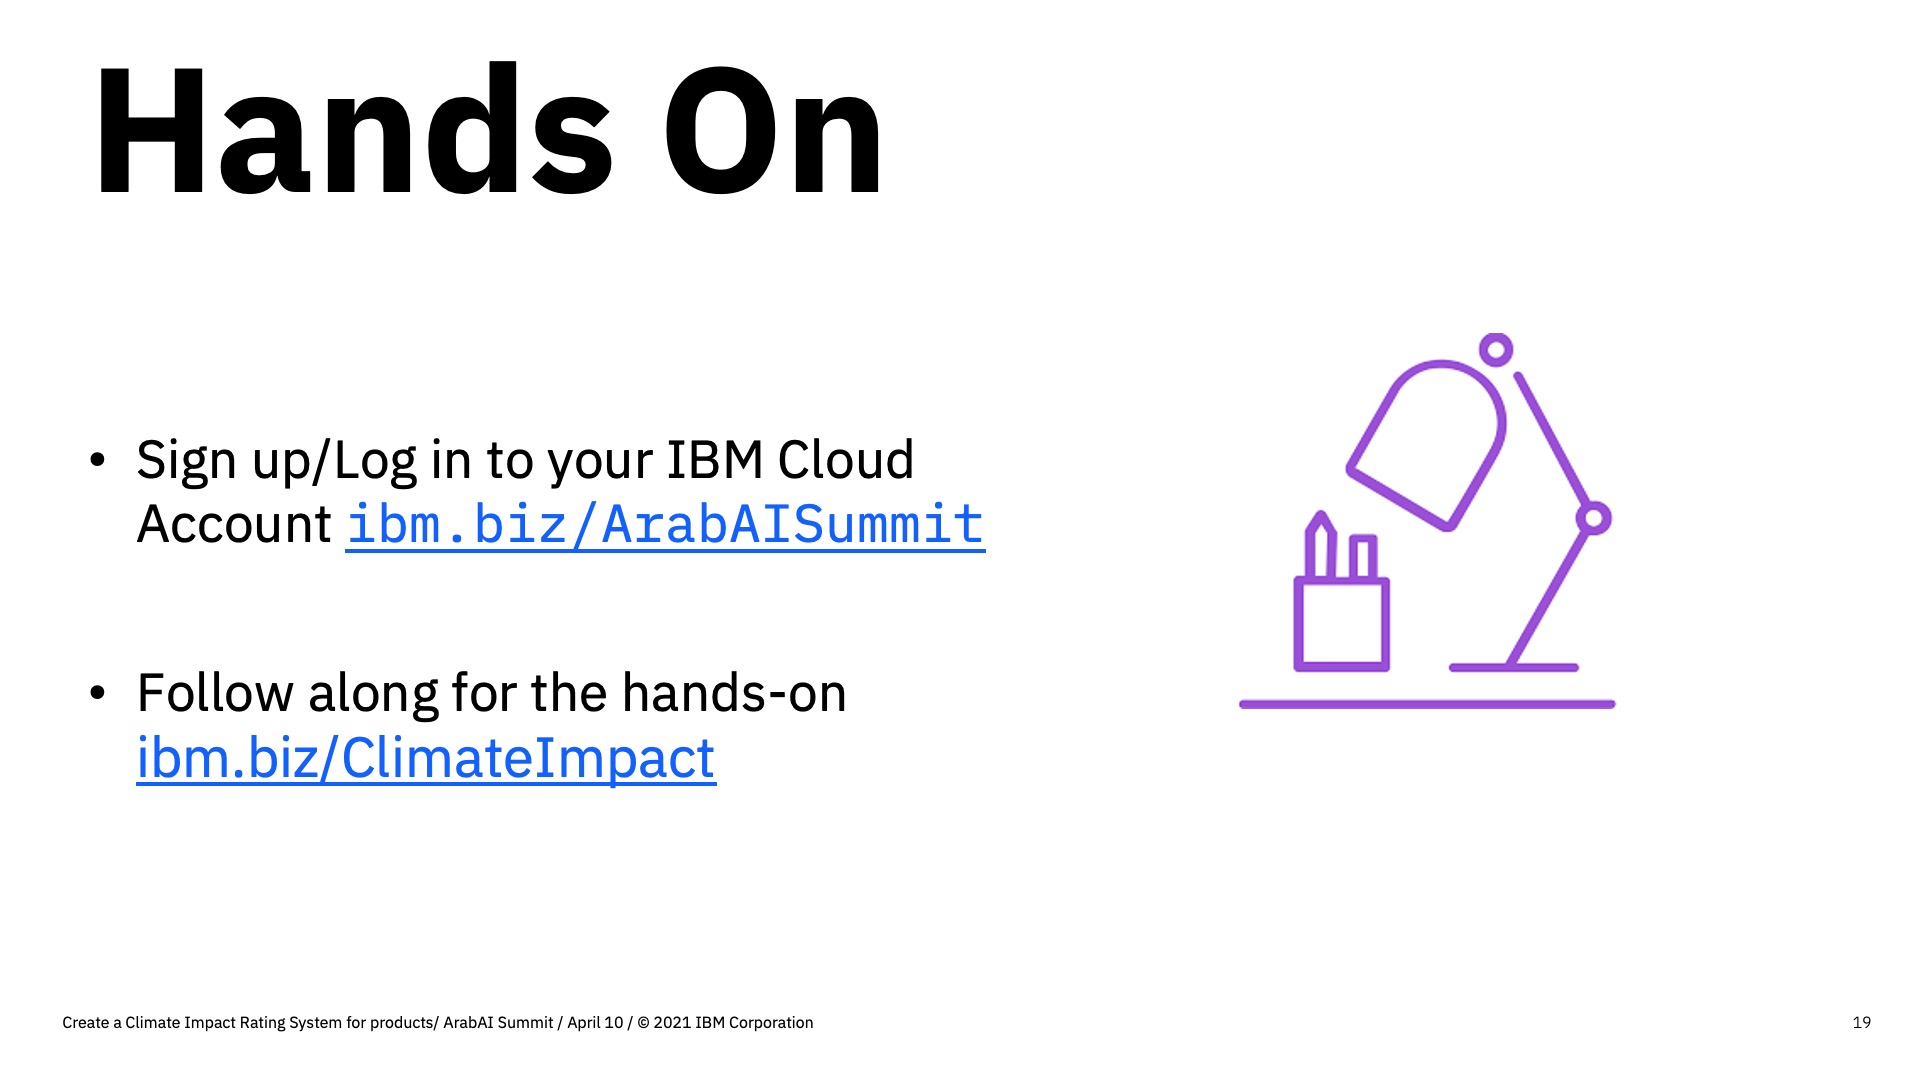 Hands On
• Sign up/Log in to your IBM Cloud
Account ibm.biz/ArabAISummit
• Follow along for the hands-on
ibm.biz/ClimateImpact
Create a Climate Impact Rating System for products/ ArabAI Summit / April 10 / © 2021 IBM Corporation
19